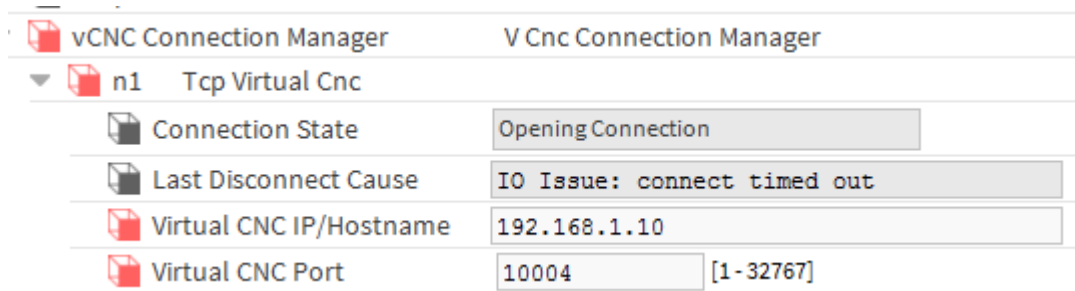 vCNC Connection Manager V Cnc Connection Manager
n1 Tcp Virtual Cnc
Connection State Opening Connection
Last Disconnect Cause IO Issue: connect timed out
Virtual CNC IP/Hostname 192.168.1.10
Virtual CNC Port 10004 [1-32767]